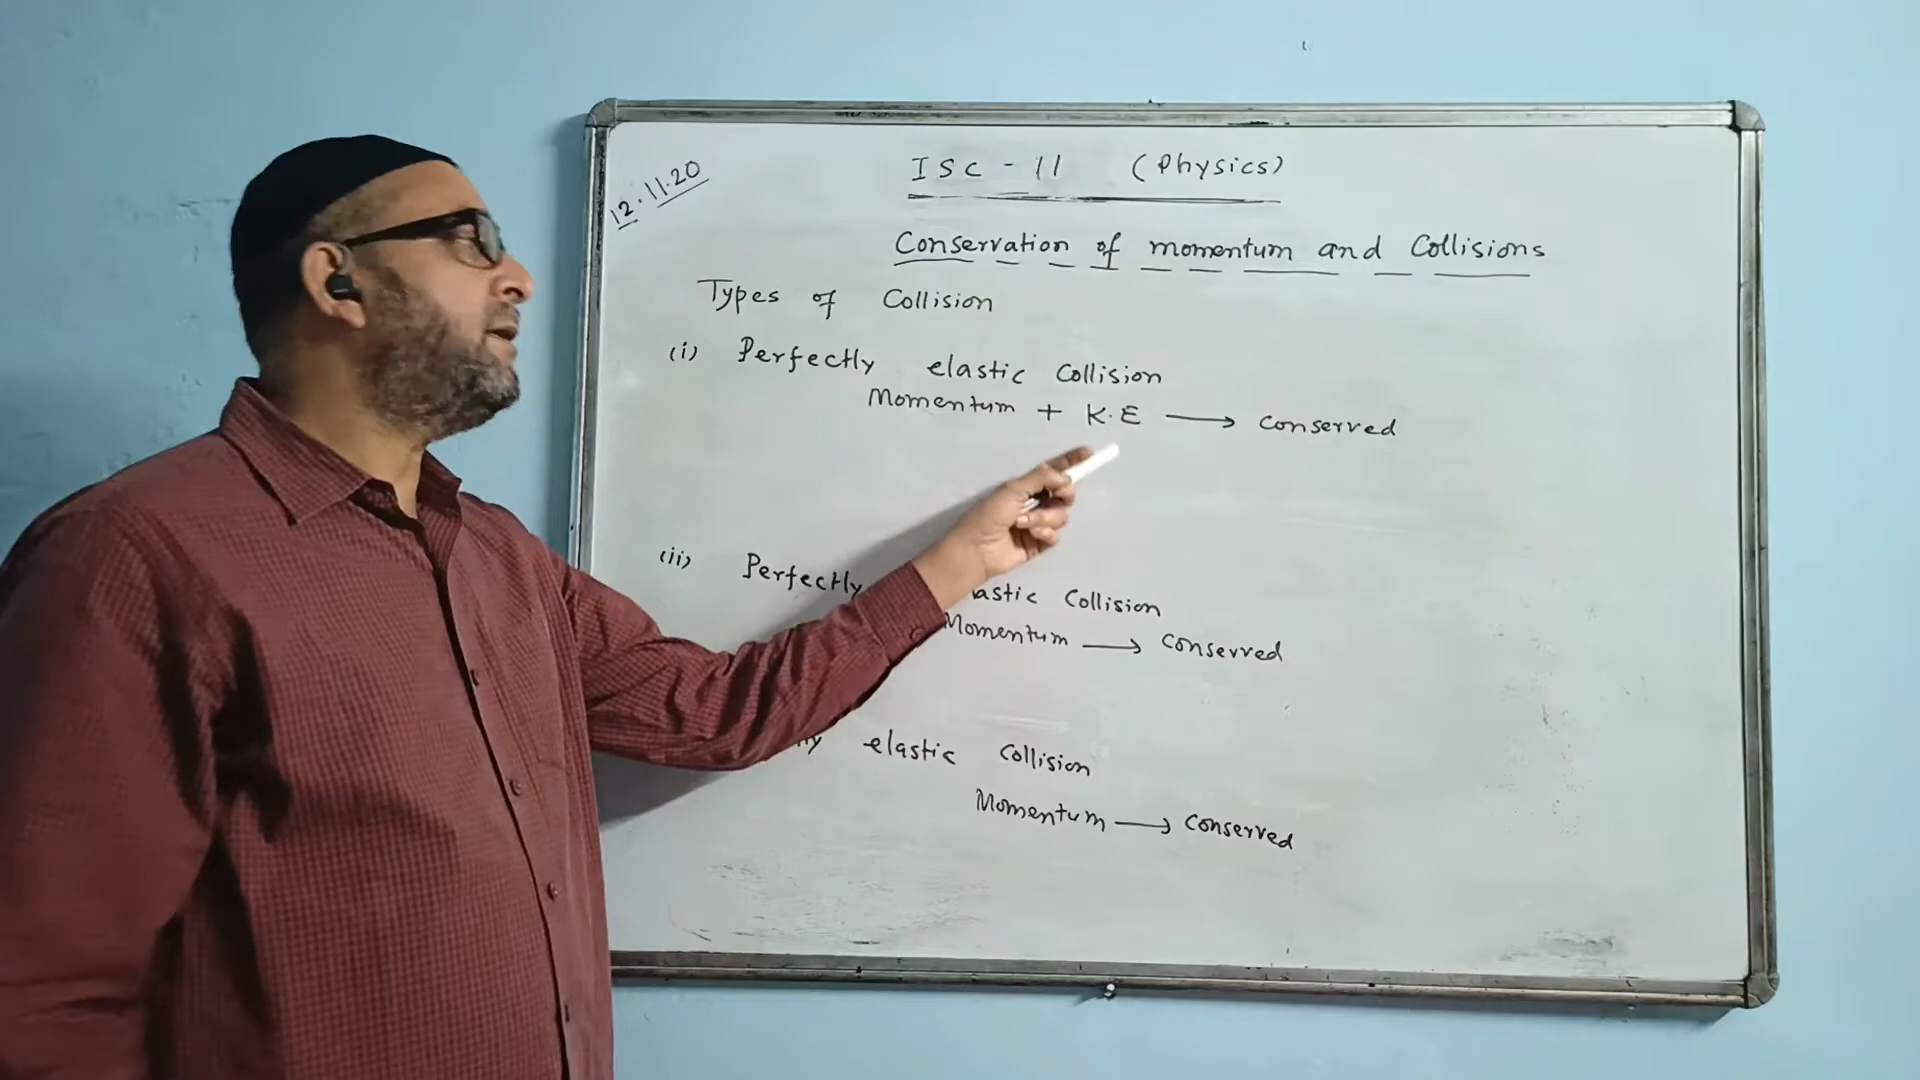 12.11.20
ISC - 11 (Physics)
Conservation of momentum and Collisions
Types of Collision
(i) Perfectly elastic Collision
Momentum + K.E → Conserved
(ii) Perfectly Collision
Momentum → Conserved
elastic Collision
Momentum → Conserved